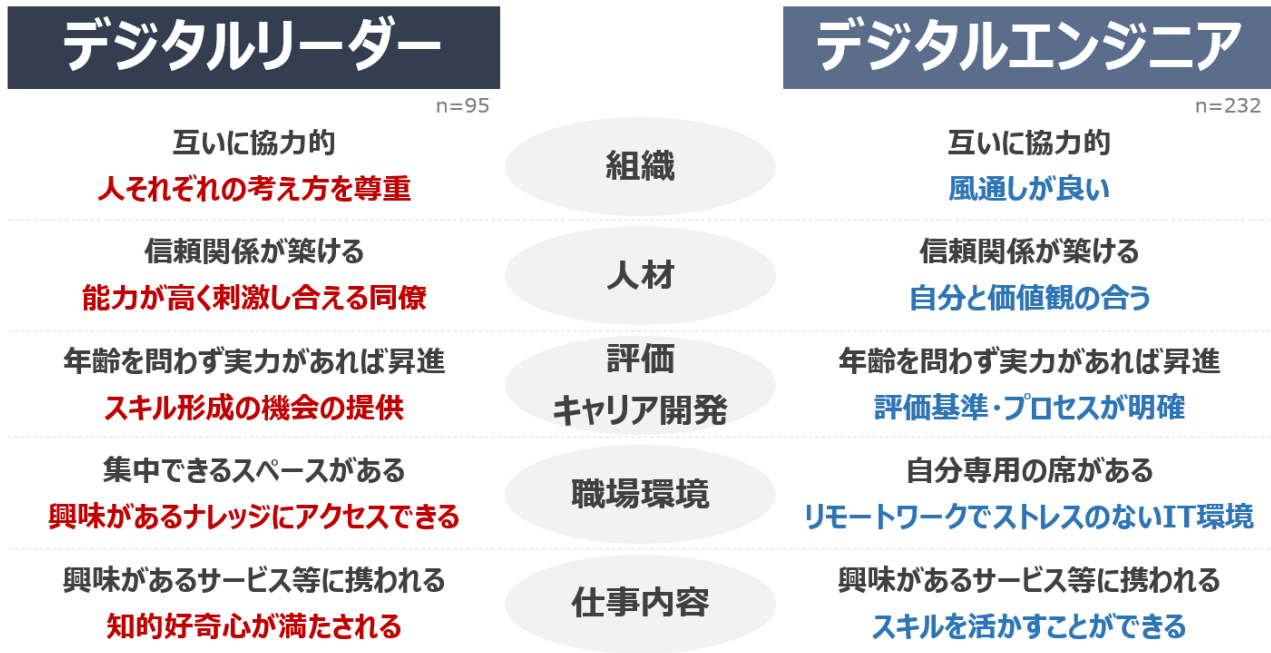 デジタルリーダー
デジタルエンジニア
n=95
n=232
互いに協力的
人それぞれの考え方を尊重
組織
互いに協力的
風通しが良い
信頼関係が築ける
能力が高く刺激し合える同僚
人材
信頼関係が築ける
自分と価値観の合う
年齢を問わず実力があれば昇進
スキル形成の機会の提供
評価
キャリア開発
年齢を問わず実力があれば昇進
評価基準・プロセスが明確
集中できるスペースがある
興味があるナレッジにアクセスできる
職場環境
自分専用の席がある
リモートワークでストレスのないIT環境
興味があるサービス等に携われる
知的好奇心が満たされる
仕事内容
興味があるサービス等に携われる
スキルを活かすことができる